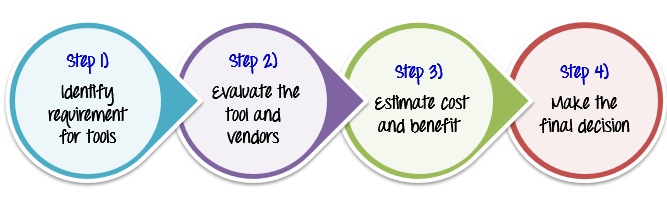 Step 1)
Identify
requirement
for tools
Step 2)
Evaluate the
tool and
vendors
Step 3)
Estimate cost
and benefit
Step 4)
Make the
final decision